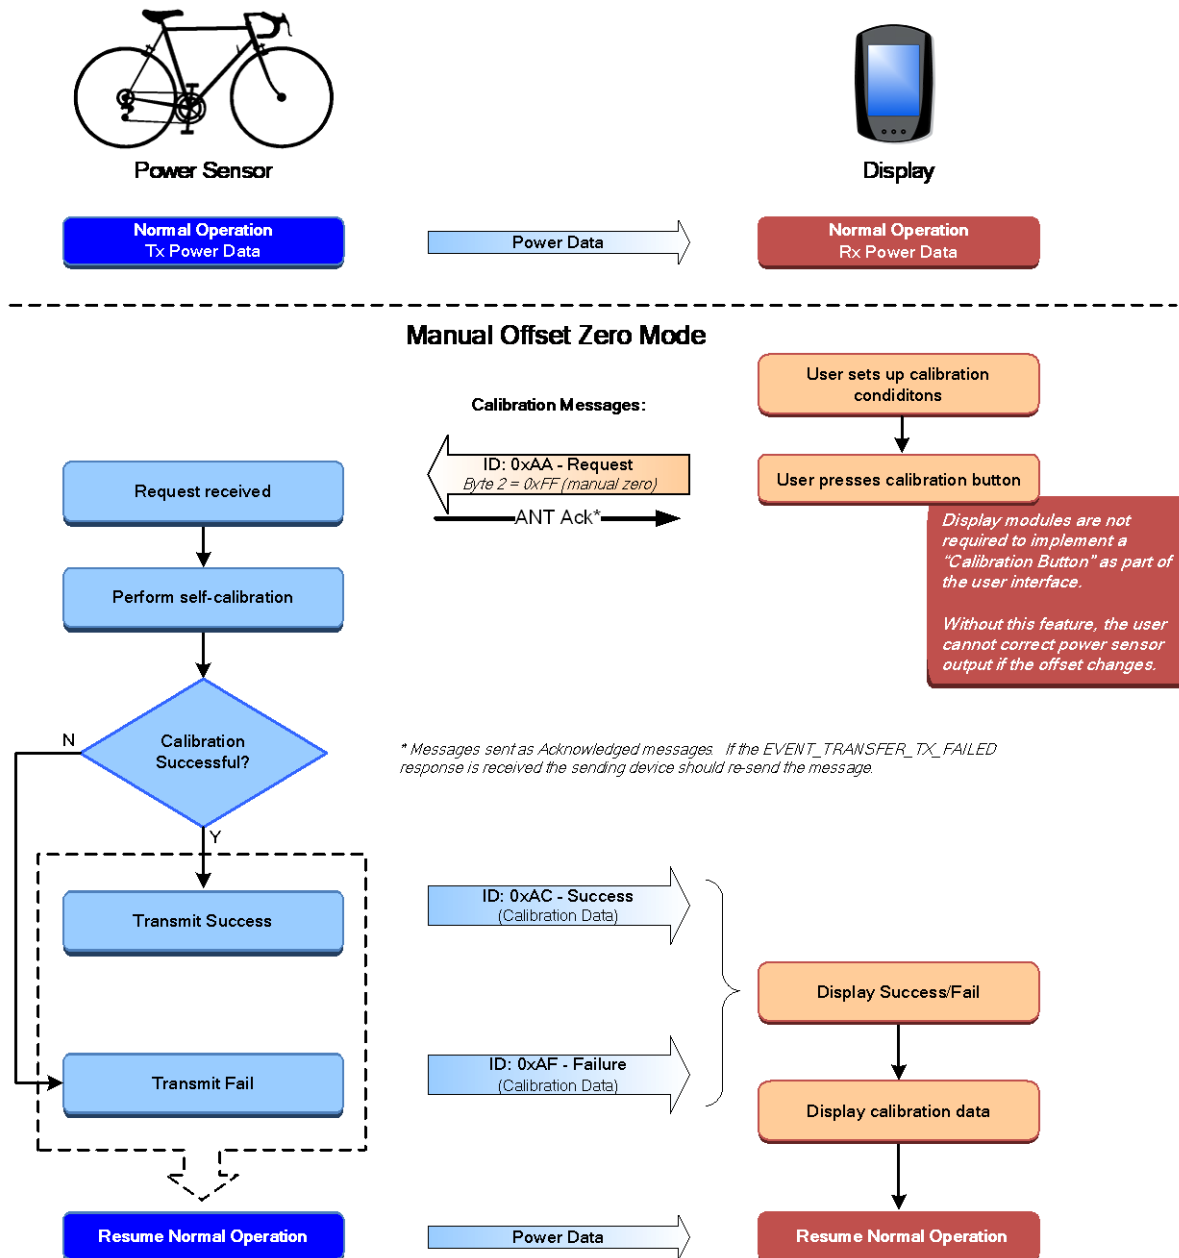 Power Sensor
Display
Normal Operation
Tx Power Data
Power Data
Normal Operation
Rx Power Data
Manual Offset Zero Mode
User sets up calibration
condiditons
Calibration Messages:
ID: 0xAA - Request
Byte 2 = 0xFF (manual zero)
ANT Ack*
User presses calibration button
Display modules are not
required to implement a
"Calibration Button" as part of
the user interface.
Without this feature, the user
cannot correct power sensor
output if the offset changes.
Request received
Perform self-calibration
Calibration
Successful?
N
Y
* Messages sent as Acknowledged messages. If the EVENT_TRANSFER_TX_FAILED
response is received the sending device should re-send the message.
Transmit Success
ID: 0xAC - Success
(Calibration Data)
Display Success/Fail
Transmit Fail
ID: 0xAF - Failure
(Calibration Data)
Display calibration data
Resume Normal Operation
Power Data
Resume Normal Operation